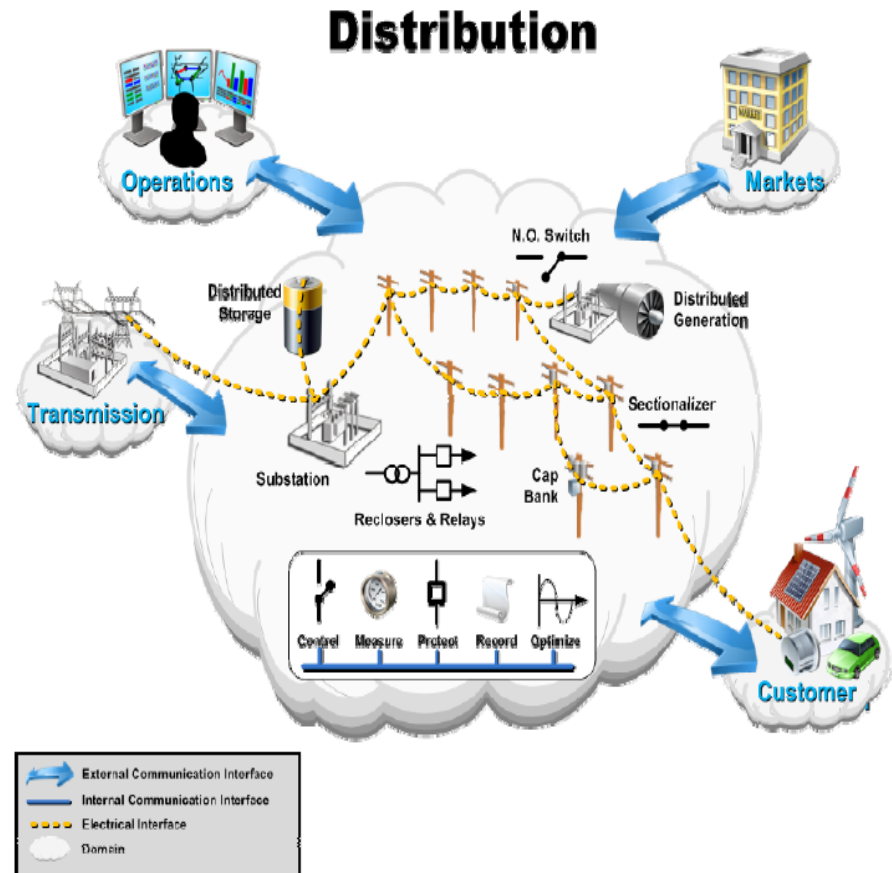 Distribution
MARKET
Operations
Markets
N.O. Switch
Distributed
Storage
Distributed
Generation
Transmission
Sectionalizer
Substation
Cap
Bank
Reclosers & Relays
Control
Measure
Protect
Record
Optimize
Customer
External Communication Interface
Internal Communication Interface
Electrical Interface
Domain